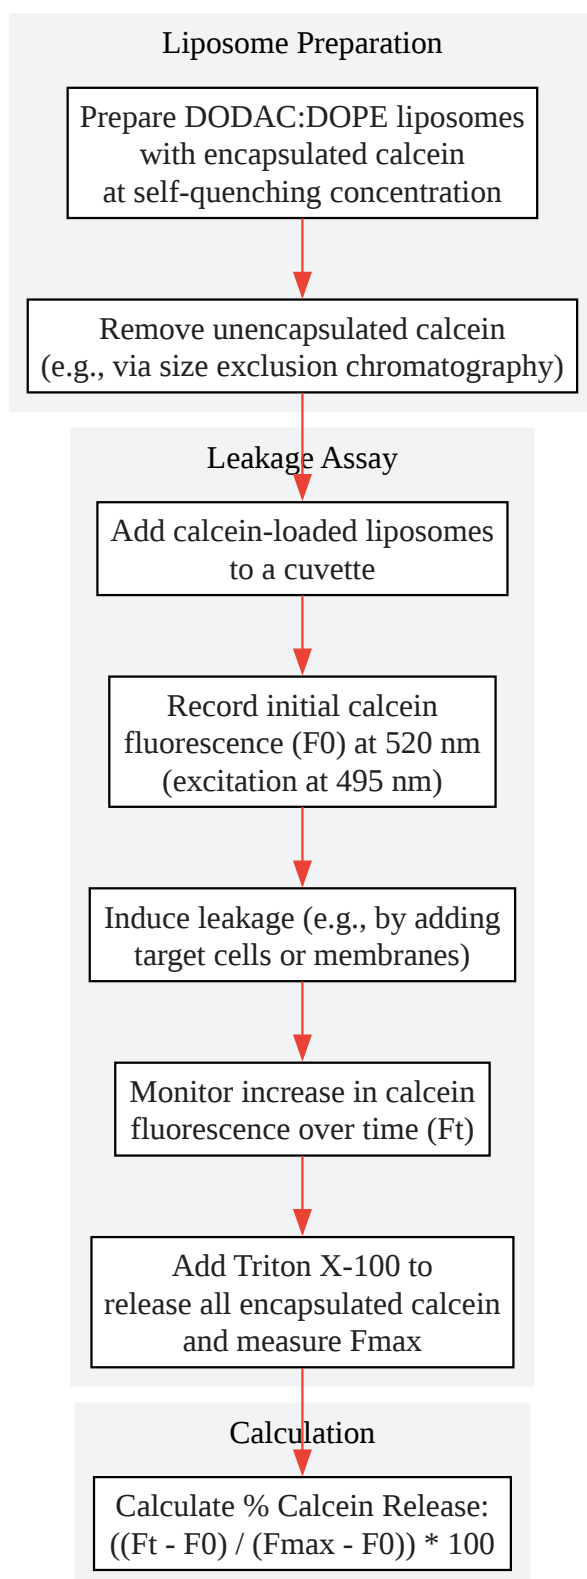 Liposome Preparation
Prepare DODAC:DOPE liposomes
with encapsulated calcein
at self-quenching concentration
Remove unencapsulated calcein
(e.g., via size exclusion chromatography)
Leakage Assay
Add calcein-loaded liposomes
to a cuvette
Record initial calcein
fluorescence (F0) at 520 nm
(excitation at 495 nm)
Induce leakage (e.g., by adding
target cells or membranes)
Monitor increase in calcein
fluorescence over time (Ft)
Add Triton X-100 to
release all encapsulated calcein
and measure Fmax
Calculation
Calculate % Calcein Release:
((Ft - F0) / (Fmax - F0)) * 100